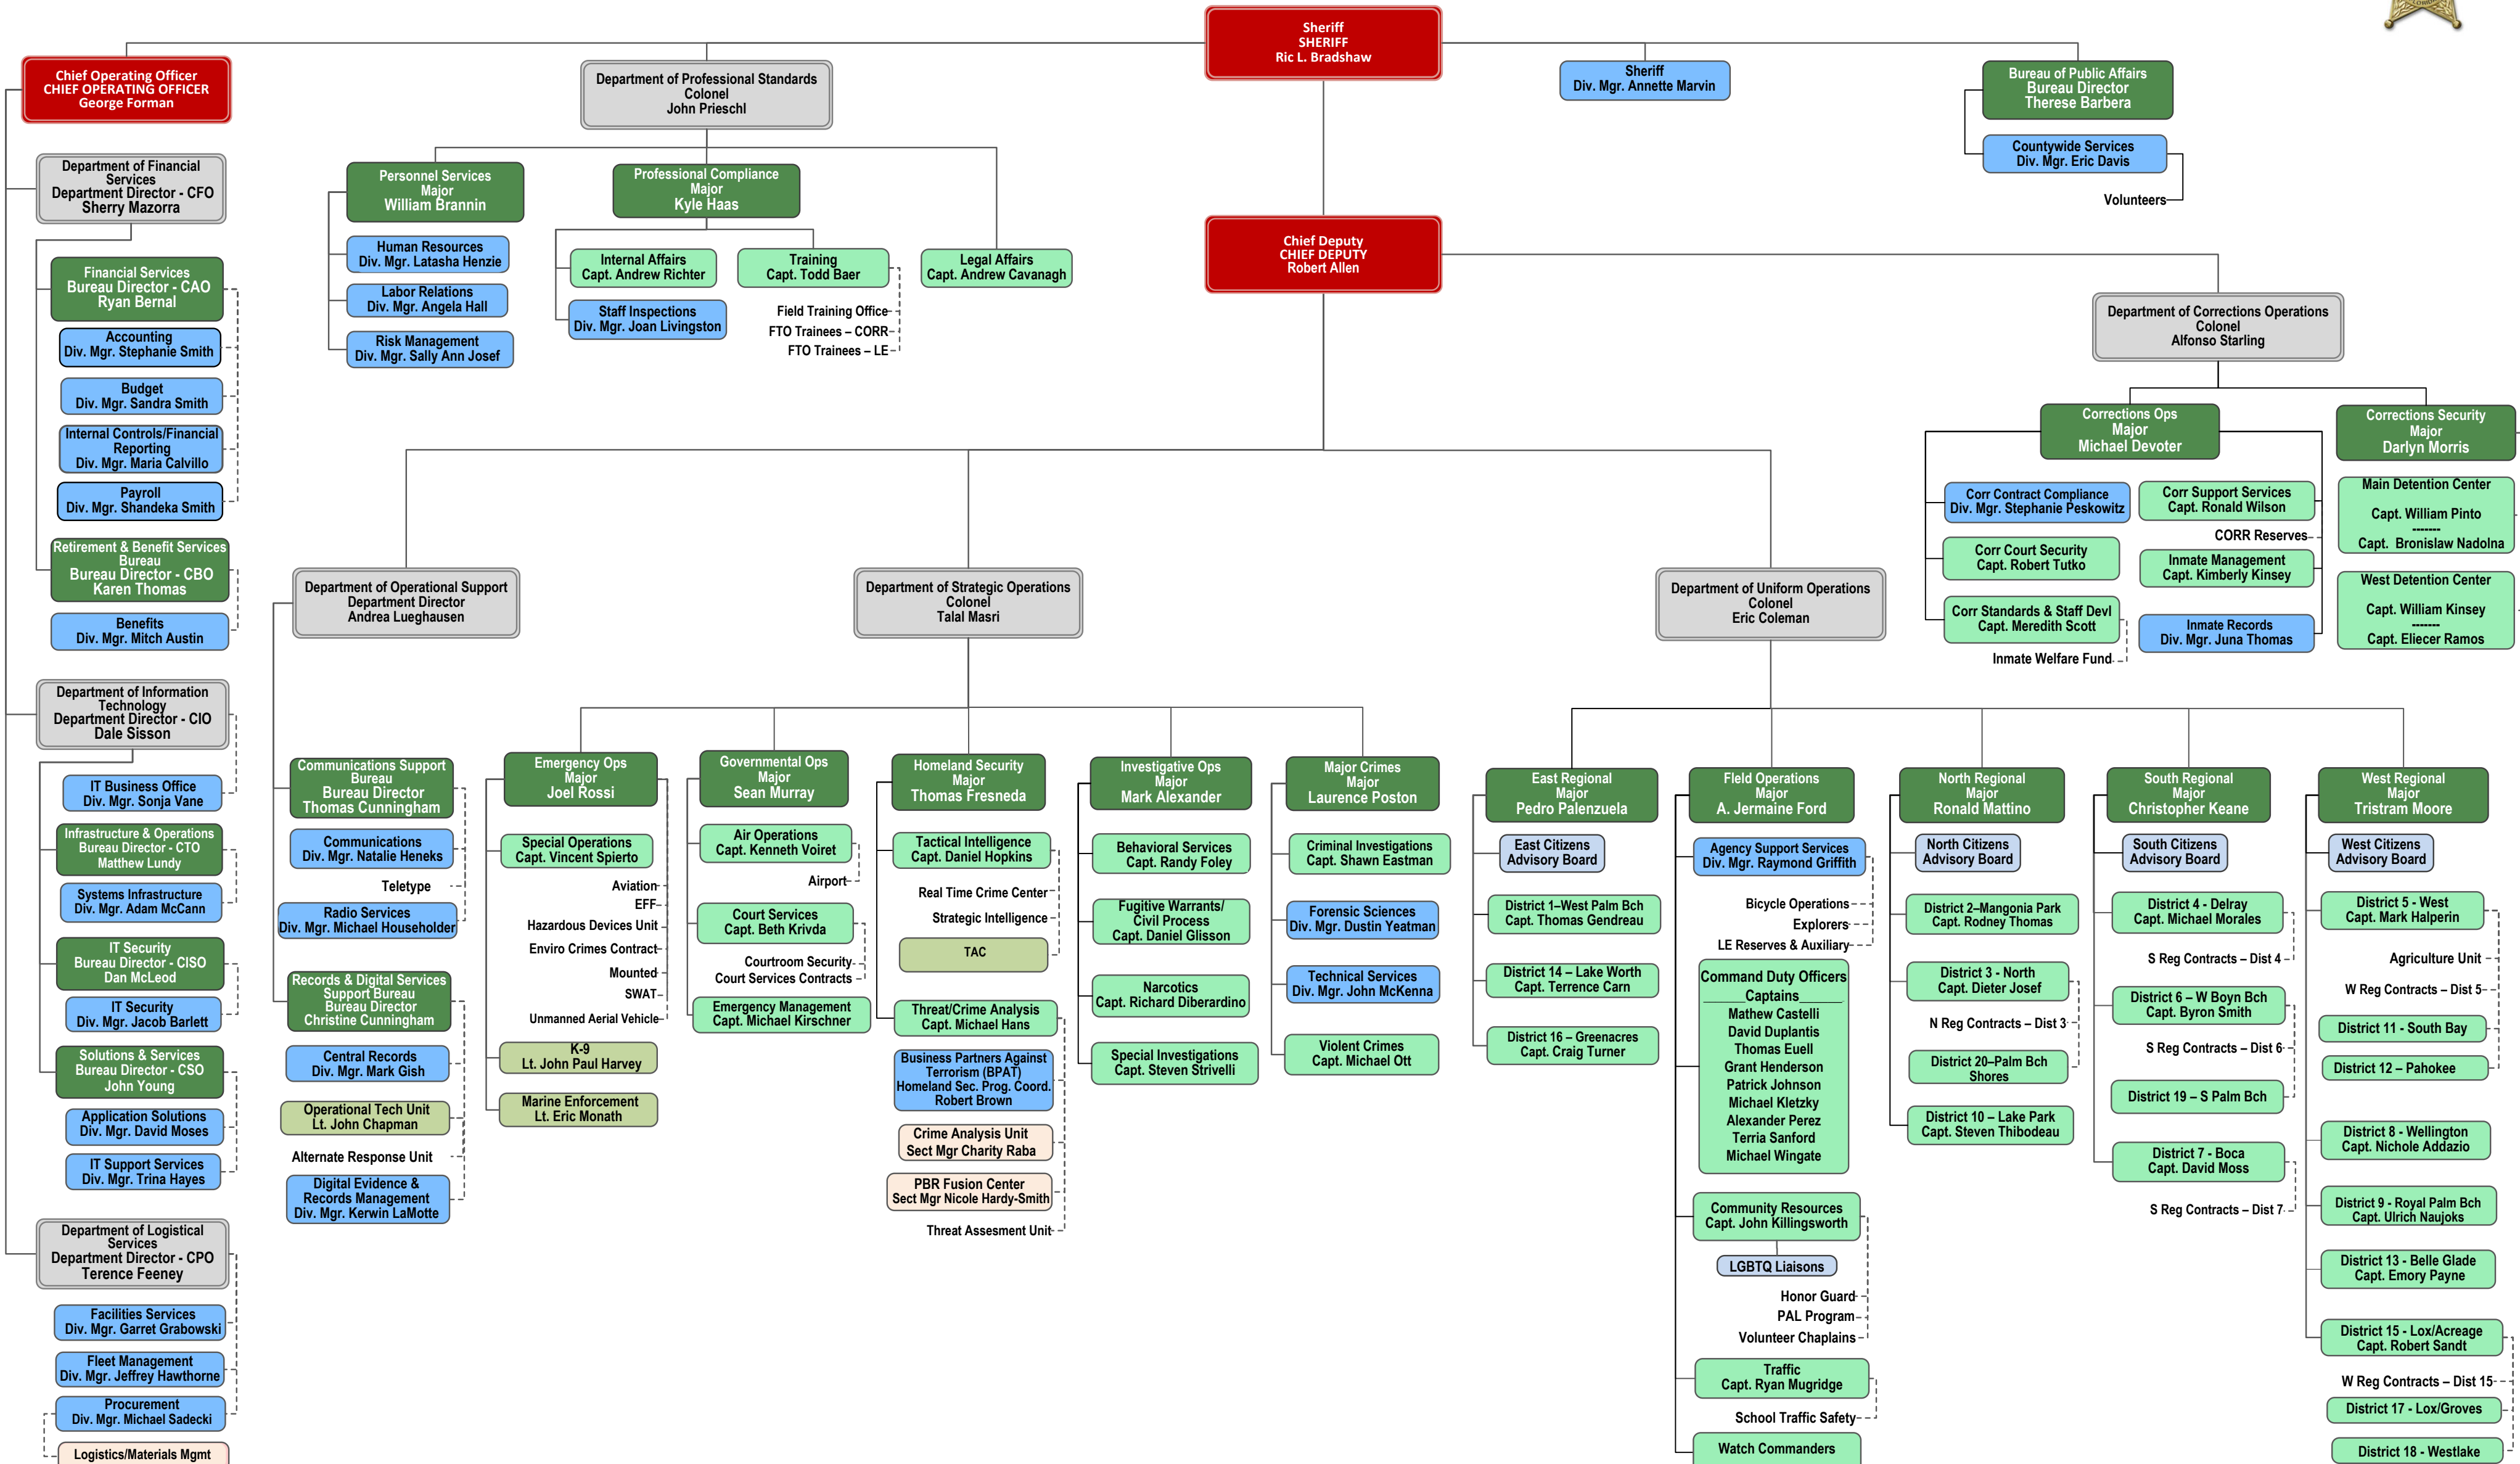 Sheriff
SHERIFF
Ric L. Bradshaw
Chief Operating Officer
CHIEF OPERATING OFFICER
George Forman
Department of Professional Standards
Colonel
John Prieschl
Sheriff
Div. Mgr. Annette Marvin
Bureau of Public Affairs
Bureau Director
Therese Barbera
Countywide Services
Div. Mgr. Eric Davis
Volunteers
Department of Financial
Services
Department Director - CFO
Sherry Mazorra
Financial Services
Bureau Director - CAO
Ryan Bernal
Accounting
Div. Mgr. Stephanie Smith
Budget
Div. Mgr. Sandra Smith
Internal Controls/Financial
Reporting
Div. Mgr. Maria Calvillo
Payroll
Div. Mgr. Shandeka Smith
Retirement & Benefit Services
Bureau
Bureau Director - CBO
Karen Thomas
Benefits
Div. Mgr. Mitch Austin
Department of Information
Technology
Department Director - CIO
Dale Sisson
IT Business Office
Div. Mgr. Sonja Vane
Infrastructure & Operations
Bureau Director - CTO
Matthew Lundy
Systems Infrastructure
Div. Mgr. Adam McCann
IT Security
Bureau Director - CISO
Dan McLeod
IT Security
Div. Mgr. Jacob Barlett
Solutions & Services
Bureau Director - CSO
John Young
Application Solutions
Div. Mgr. David Moses
IT Support Services
Div. Mgr. Trina Hayes
Department of Logistical
Services
Department Director - CPO
Terence Feeney
Facilities Services
Div. Mgr. Garret Grabowski
Fleet Management
Div. Mgr. Jeffrey Hawthorne
Procurement
Div. Mgr. Michael Sadecki
Logistics/Materials Mgmt
Personnel Services
Major
William Brannin
Human Resources
Div. Mgr. Latasha Henzie
Labor Relations
Div. Mgr. Angela Hall
Risk Management
Div. Mgr. Sally Ann Josef
Professional Compliance
Major
Kyle Haas
Internal Affairs
Capt. Andrew Richter
Staff Inspections
Div. Mgr. Joan Livingston
Training
Capt. Todd Baer
Field Training Office
FTO Trainees – CORR
FTO Trainees – LE
Legal Affairs
Capt. Andrew Cavanagh
Chief Deputy
CHIEF DEPUTY
Robert Allen
Department of Corrections Operations
Colonel
Alfonso Starling
Corrections Ops
Major
Michael Devoter
Corr Contract Compliance
Div. Mgr. Stephanie Peskowitz
Corr Court Security
Capt. Robert Tutko
Corr Standards & Staff Devl
Capt. Meredith Scott
Inmate Welfare Fund
Corr Support Services
Capt. Ronald Wilson
CORR Reserves
Inmate Management
Capt. Kimberly Kinsey
Inmate Records
Div. Mgr. Juna Thomas
Corrections Security
Major
Darlyn Morris
Main Detention Center
Capt. William Pinto
-------
Capt. Bronislaw Nadolna
West Detention Center
Capt. William Kinsey
-------
Capt. Eliecer Ramos
Department of Operational Support
Department Director
Andrea Lueghausen
Communications Support
Bureau
Bureau Director
Thomas Cunningham
Communications
Div. Mgr. Natalie Heneks
Teletype
Radio Services
Div. Mgr. Michael Householder
Records & Digital Services
Support Bureau
Bureau Director
Christine Cunningham
Central Records
Div. Mgr. Mark Gish
Operational Tech Unit
Lt. John Chapman
Alternate Response Unit
Digital Evidence &
Records Management
Div. Mgr. Kerwin LaMotte
Department of Strategic Operations
Colonel
Talal Masri
Emergency Ops
Major
Joel Rossi
Special Operations
Capt. Vincent Spierto
Aviation
EFF
Hazardous Devices Unit
Enviro Crimes Contract
Mounted
SWAT
Unmanned Aerial Vehicle
K-9
Lt. John Paul Harvey
Marine Enforcement
Lt. Eric Monath
Governmental Ops
Major
Sean Murray
Air Operations
Capt. Kenneth Voiret
Airport
Court Services
Capt. Beth Krivda
Courtroom Security
Court Services Contracts
Emergency Management
Capt. Michael Kirschner
Homeland Security
Major
Thomas Fresneda
Tactical Intelligence
Capt. Daniel Hopkins
Real Time Crime Center
Strategic Intelligence
TAC
Threat/Crime Analysis
Capt. Michael Hans
Business Partners Against
Terrorism (BPAT)
Homeland Sec. Prog. Coord.
Robert Brown
Crime Analysis Unit
Sect Mgr Charity Raba
PBR Fusion Center
Sect Mgr Nicole Hardy-Smith
Threat Assesment Unit
Investigative Ops
Major
Mark Alexander
Behavioral Services
Capt. Randy Foley
Fugitive Warrants/
Civil Process
Capt. Daniel Glisson
Narcotics
Capt. Richard Diberardino
Special Investigations
Capt. Steven Strivelli
Major Crimes
Major
Laurence Poston
Criminal Investigations
Capt. Shawn Eastman
Forensic Sciences
Div. Mgr. Dustin Yeatman
Technical Services
Div. Mgr. John McKenna
Violent Crimes
Capt. Michael Ott
Department of Uniform Operations
Colonel
Eric Coleman
East Regional
Major
Pedro Palenzuela
East Citizens
Advisory Board
District 1–West Palm Bch
Capt. Thomas Gendreau
District 14 – Lake Worth
Capt. Terrence Carn
District 16 – Greenacres
Capt. Craig Turner
Field Operations
Major
A. Jermaine Ford
Agency Support Services
Div. Mgr. Raymond Griffith
Bicycle Operations
Explorers
LE Reserves & Auxiliary
Command Duty Officers
______Captains______
Mathew Castelli
David Duplantis
Thomas Euell
Grant Henderson
Patrick Johnson
Michael Kletzky
Alexander Perez
Terria Sanford
Michael Wingate
Community Resources
Capt. John Killingsworth
LGBTQ Liaisons
Honor Guard
PAL Program
Volunteer Chaplains
Traffic
Capt. Ryan Mugridge
School Traffic Safety
Watch Commanders
North Regional
Major
Ronald Mattino
North Citizens
Advisory Board
District 2–Mangonia Park
Capt. Rodney Thomas
District 3 - North
Capt. Dieter Josef
N Reg Contracts – Dist 3
District 20–Palm Bch
Shores
District 10 – Lake Park
Capt. Steven Thibodeau
South Regional
Major
Christopher Keane
South Citizens
Advisory Board
District 4 - Delray
Capt. Michael Morales
S Reg Contracts – Dist 4
District 6 – W Boyn Bch
Capt. Byron Smith
S Reg Contracts – Dist 6
District 19 – S Palm Bch
District 7 - Boca
Capt. David Moss
S Reg Contracts – Dist 7
West Regional
Major
Tristram Moore
West Citizens
Advisory Board
District 5 - West
Capt. Mark Halperin
Agriculture Unit
W Reg Contracts – Dist 5
District 11 - South Bay
District 12 – Pahokee
District 8 - Wellington
Capt. Nichole Addazio
District 9 - Royal Palm Bch
Capt. Ulrich Naujoks
District 13 - Belle Glade
Capt. Emory Payne
District 15 - Lox/Acreage
Capt. Robert Sandt
W Reg Contracts – Dist 15
District 17 - Lox/Groves
District 18 - Westlake